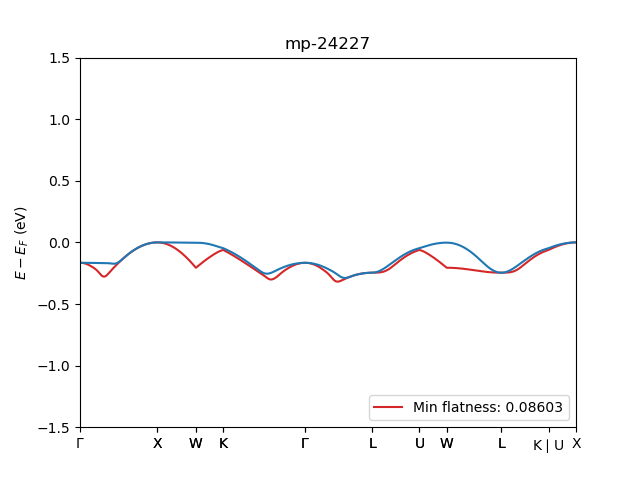 mp-24227
E − E_F (eV)
1.5
1.0
0.5
0.0
−0.5
−1.0
−1.5
Min flatness: 0.08603
Γ X W K Γ L U W L K | U X